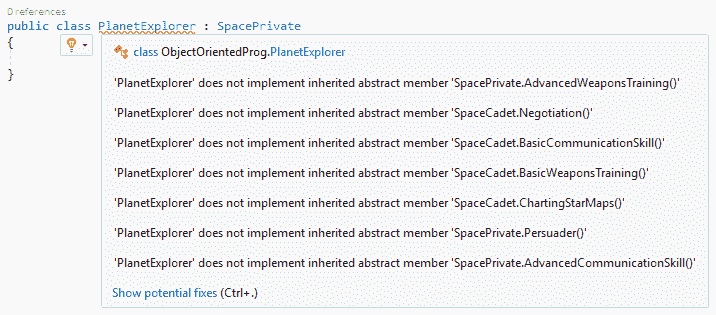 0 references
public class PlanetExplorer : SpacePrivate
{
class ObjectOrientedProg.PlanetExplorer
'PlanetExplorer' does not implement inherited abstract member 'SpacePrivate.AdvancedWeaponsTraining()'
'PlanetExplorer' does not implement inherited abstract member 'SpaceCadet.Negotiation()'
'PlanetExplorer' does not implement inherited abstract member 'SpaceCadet.BasicCommunicationSkill()'
'PlanetExplorer' does not implement inherited abstract member 'SpaceCadet.BasicWeaponsTraining()'
'PlanetExplorer' does not implement inherited abstract member 'SpaceCadet.ChartingStarMaps()'
'PlanetExplorer' does not implement inherited abstract member 'SpacePrivate.Persuader()'
'PlanetExplorer' does not implement inherited abstract member 'SpacePrivate.AdvancedCommunicationSkill()'
Show potential fixes (Ctrl+.)
}